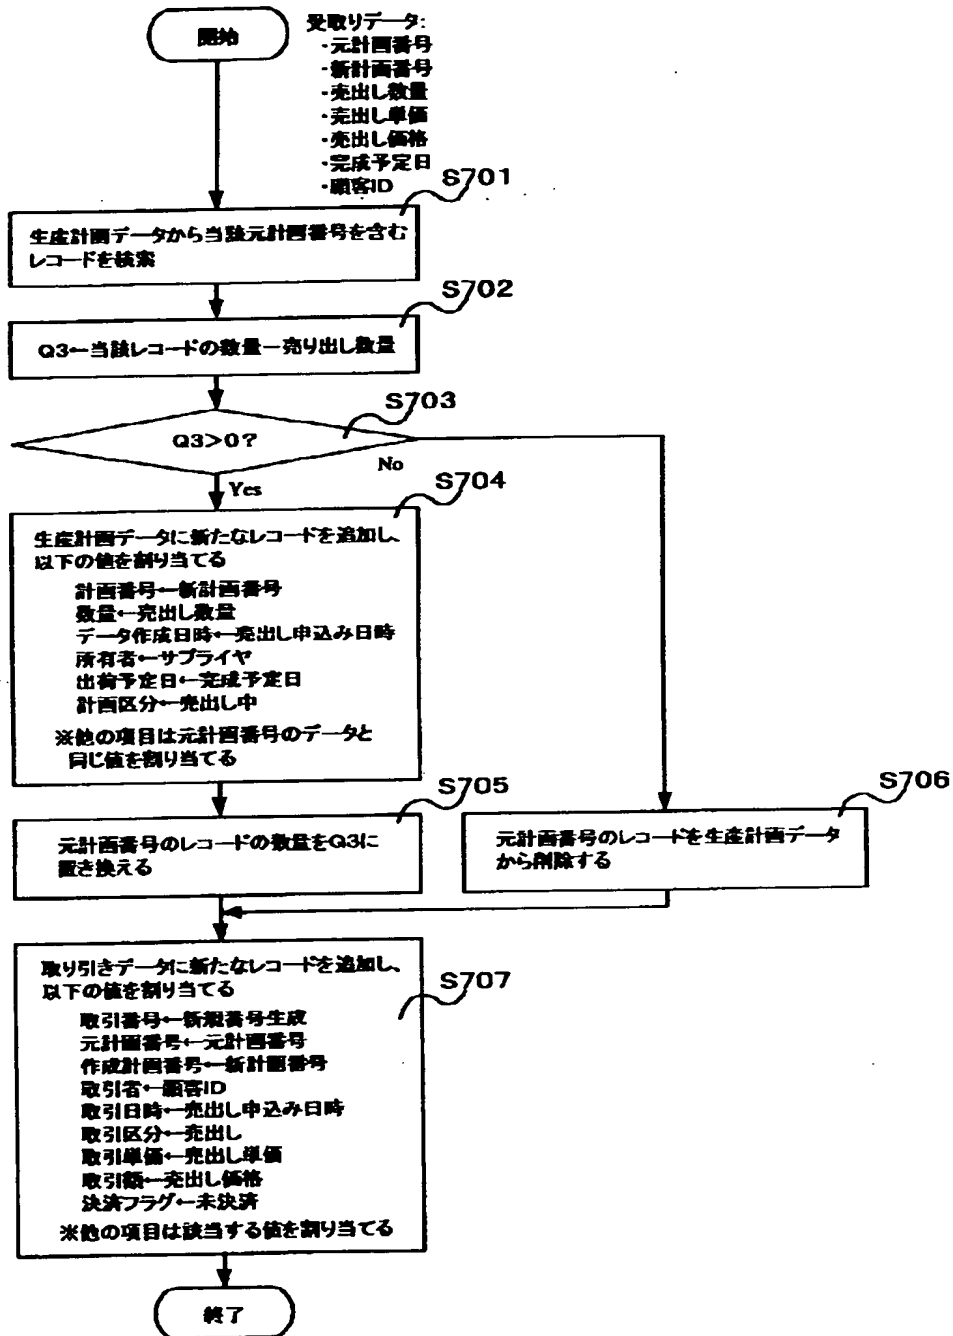 開始
受取りデータ:
・元計画番号
・新計画番号
・売出し数量
・売出し単価
・売出し価格
・完成予定日
・顧客ID
S701
生産計画データから当該元計画番号を含む
レコードを検索
S702
Q3←当該レコードの数量−売り出し数量
S703
Q3>0?
No
Yes
S704
生産計画データに新たなレコードを追加し、
以下の値を割り当てる
計画番号←新計画番号
数量←売出し数量
データ作成日時←売出し申込み日時
所有者←サプライヤ
出荷予定日←完成予定日
計画区分←売出し中
※他の項目は元計画番号のデータと
同じ値を割り当てる
S705
元計画番号のレコードの数量をQ3に
置き換える
S706
元計画番号のレコードを生産計画データ
から削除する
取り引きデータに新たなレコードを追加し、
以下の値を割り当てる
S707
取引番号←新規番号生成
元計画番号←元計画番号
作成計画番号←新計画番号
取引者←顧客ID
取引日時←売出し申込み日時
取引区分←売出し
取引単価←売出し単価
取引額←売出し価格
決済フラグ←未決済
※他の項目は該当する値を割り当てる
終了